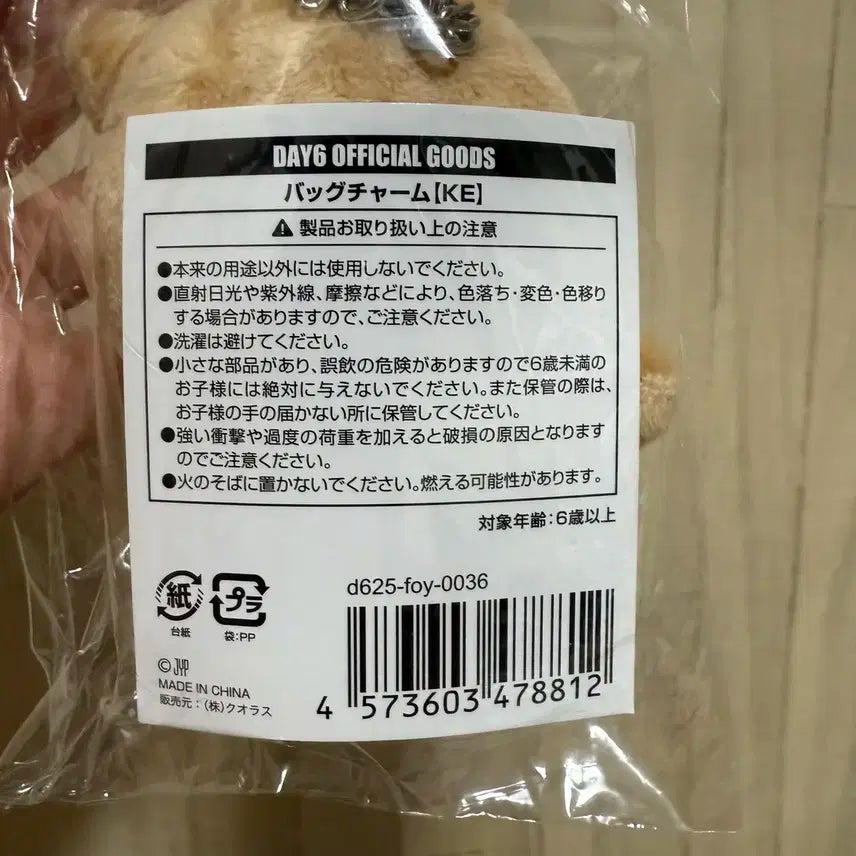 DAY6 OFFICIAL GOODS
バッグチャーム【KE】
製品お取り扱い上の注意
●本来の用途以外には使用しないでください。
●直射日光や紫外線、摩擦などにより、色落ち・変色・色移り
する場合がありますので、ご注意ください。
●洗濯は避けてください。
●小さな部品があり、誤飲の危険がありますので6歳未満の
お子様には絶対に与えないでください。また保管の際は、
お子様の手の届かない所に保管してください。
●強い衝撃や過度の荷重を加えると破損の原因となります
のでご注意ください。
●火のそばに置かないでください。燃える可能性があります。
対象年齢：6歳以上
紙
台紙
プラ
袋：PP
d625-foy-0036
4 573603 478812
© JYP
MADE IN CHINA
販売元：（株）クオラス